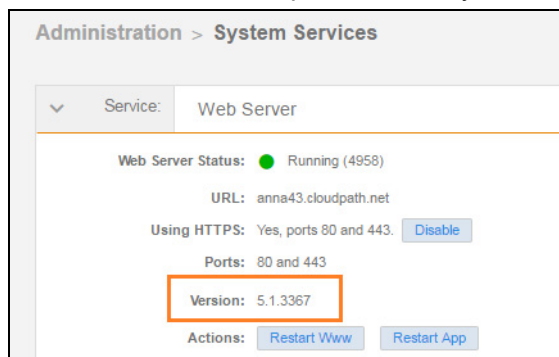 Administration > System Services
Service: Web Server
Web Server Status: Running (4958)
URL: anna43.cloudpath.net
Using HTTPS: Yes, ports 80 and 443. Disable
Ports: 80 and 443
Version: 5.1.3367
Actions: Restart Www Restart App